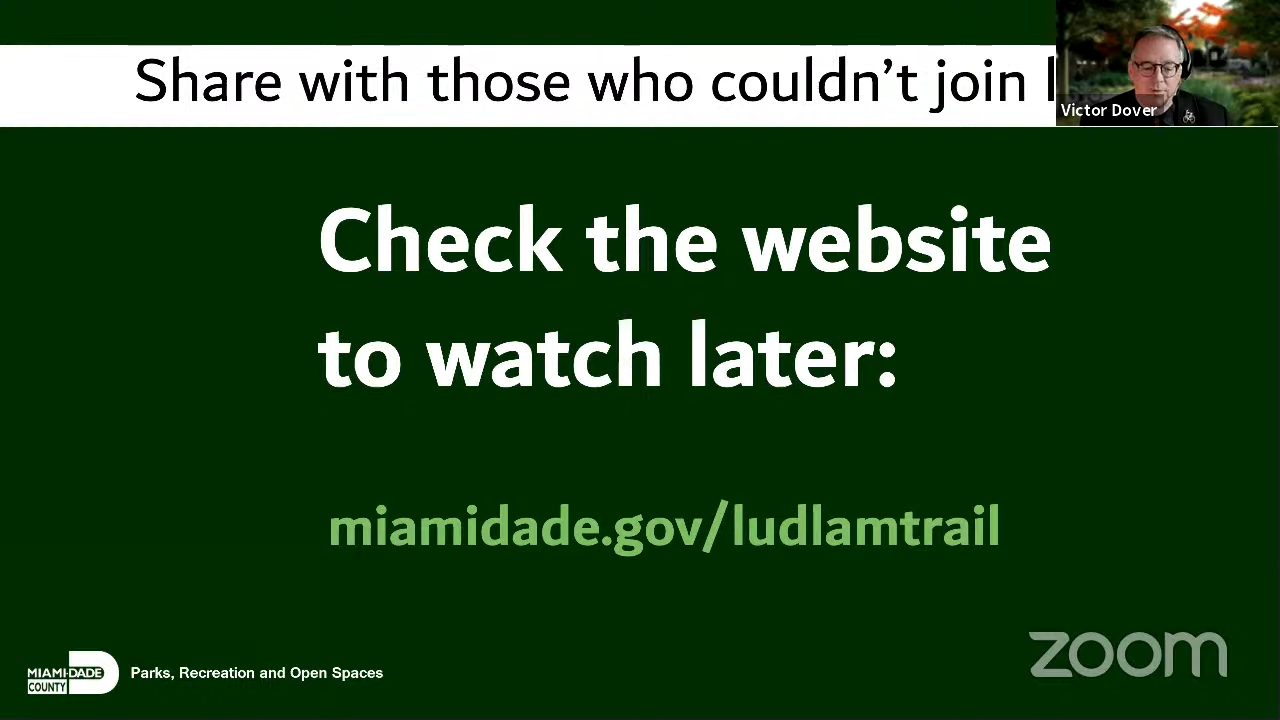 Share with those who couldn’t join l
Victor Dover
Check the website
to watch later:
miamidade.gov/ludlamtrail
MIAMI-DADE
COUNTY
Parks, Recreation and Open Spaces
zoom